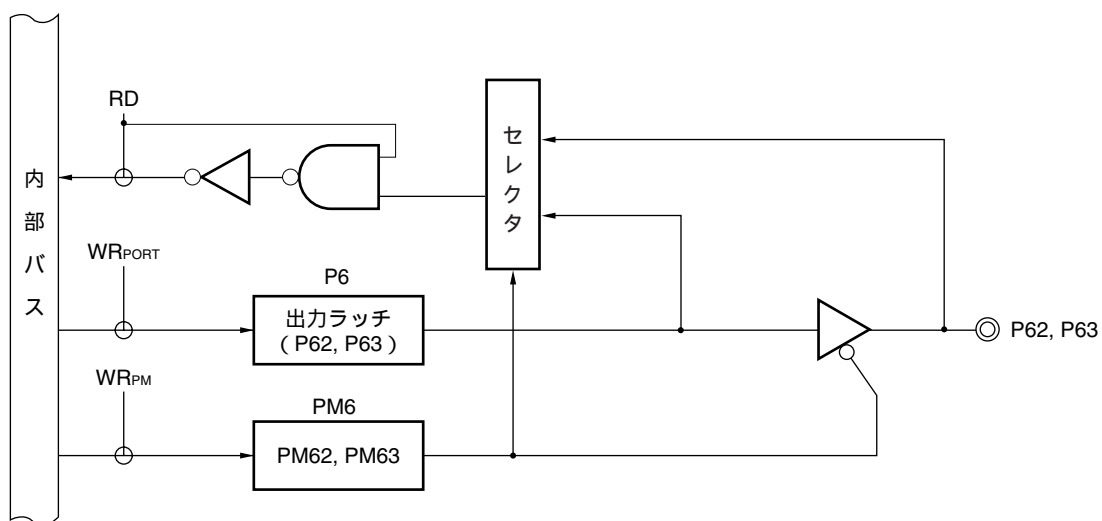 RD
セレクタ
内部バス
WRPORT
P6
出力ラッチ
(P62, P63)
P62, P63
WRPM
PM6
PM62, PM63